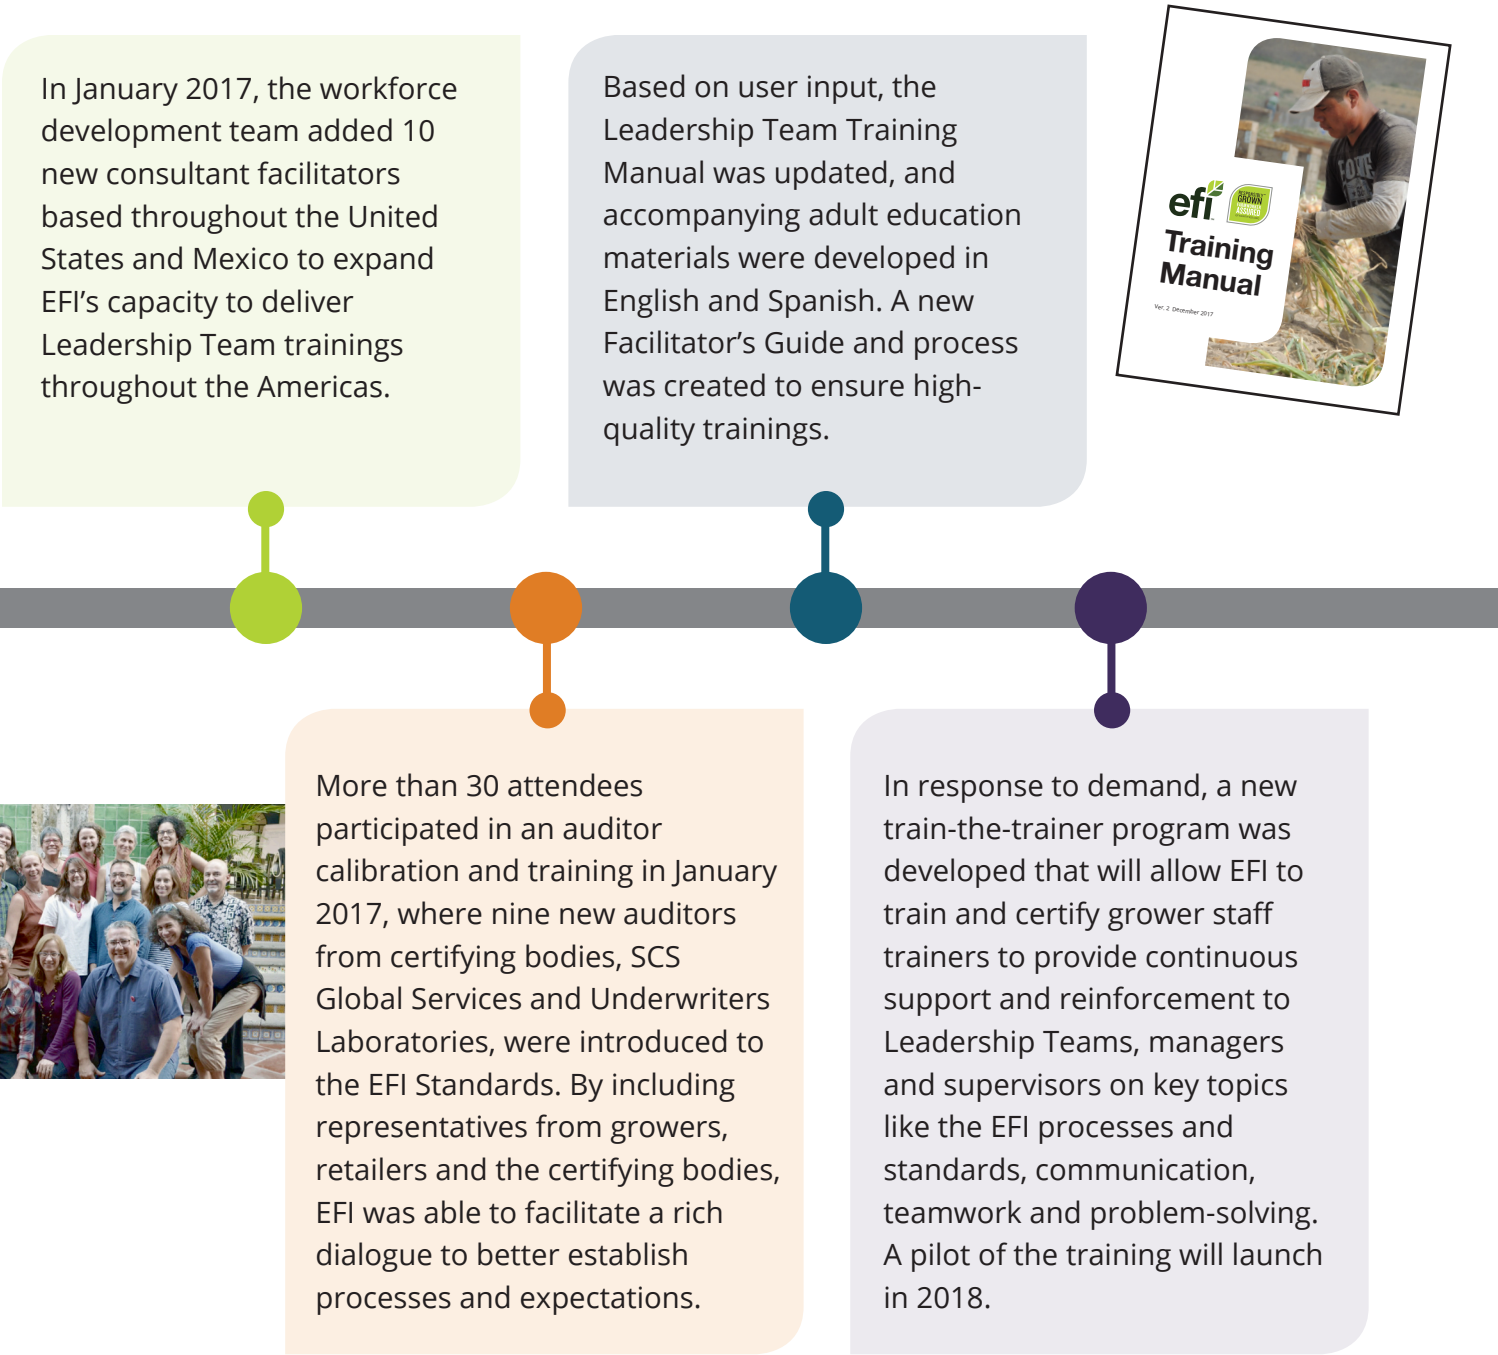 In January 2017, the workforce
development team added 10
new consultant facilitators
based throughout the United
States and Mexico to expand
EFI’s capacity to deliver
Leadership Team trainings
throughout the Americas.
Based on user input, the
Leadership Team Training
Manual was updated, and
accompanying adult education
materials were developed in
English and Spanish. A new
Facilitator’s Guide and process
was created to ensure high-
quality trainings.
efi
RESPONSIBLY
GROWN
ASSURED
Training
Manual
Ver. 2 December 2017
More than 30 attendees
participated in an auditor
calibration and training in January
2017, where nine new auditors
from certifying bodies, SCS
Global Services and Underwriters
Laboratories, were introduced to
the EFI Standards. By including
representatives from growers,
retailers and the certifying bodies,
EFI was able to facilitate a rich
dialogue to better establish
processes and expectations.
In response to demand, a new
train-the-trainer program was
developed that will allow EFI to
train and certify grower staff
trainers to provide continuous
support and reinforcement to
Leadership Teams, managers
and supervisors on key topics
like the EFI processes and
standards, communication,
teamwork and problem-solving.
A pilot of the training will launch
in 2018.